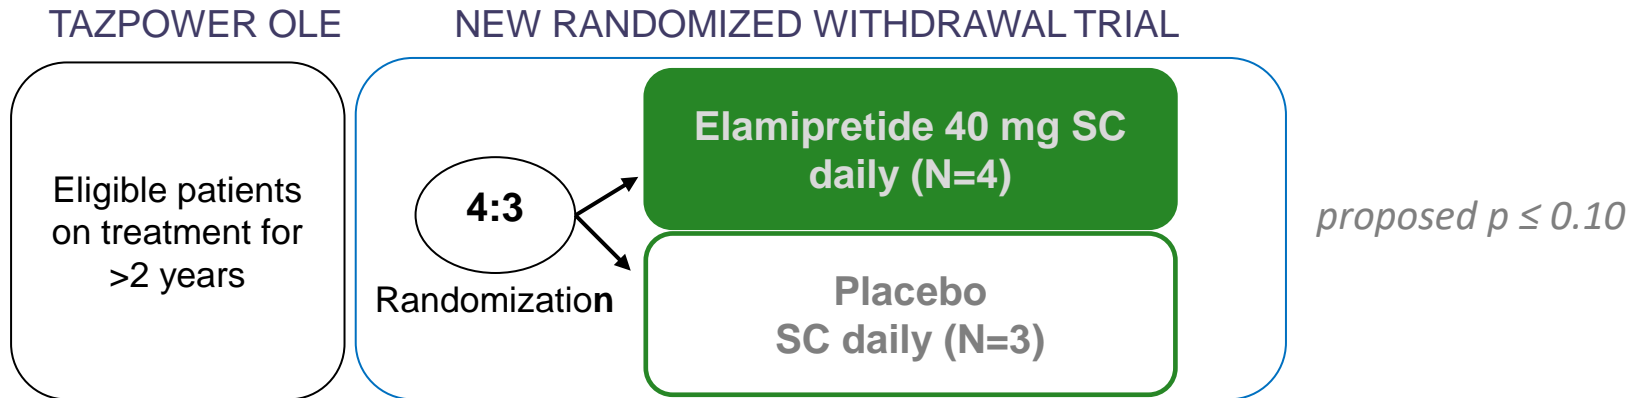 TAZPOWER OLE
NEW RANDOMIZED WITHDRAWAL TRIAL
Eligible patients
on treatment for
>2 years
4:3
Randomization
Elamipretide 40 mg SC
daily (N=4)
Placebo
SC daily (N=3)
proposed p ≤ 0.10